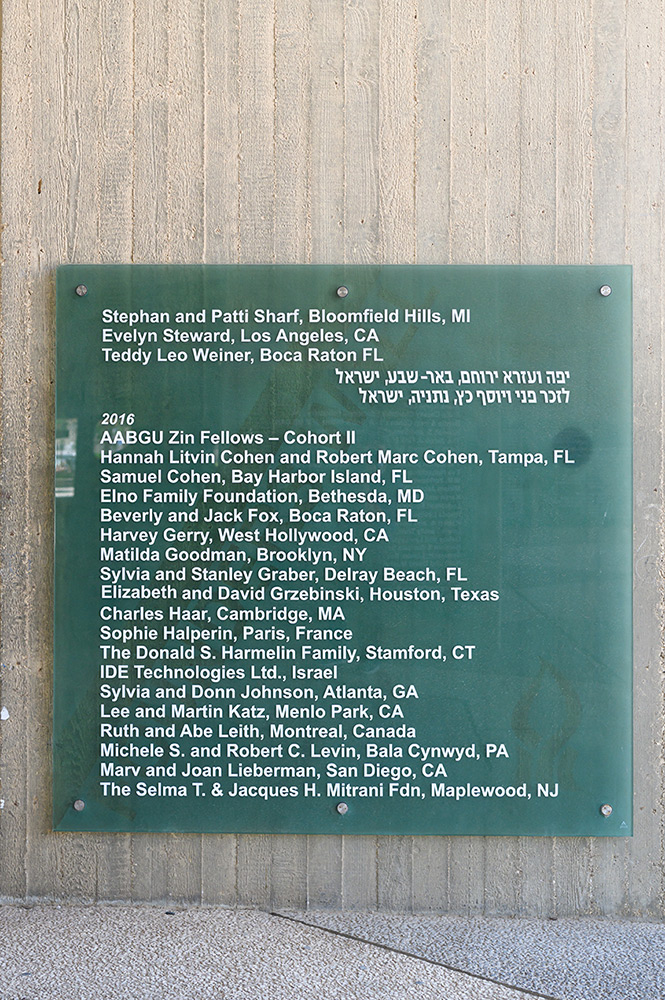 Stephan and Patti Sharf, Bloomfield Hills, MI
Evelyn Steward, Los Angeles, CA
Teddy Leo Weiner, Boca Raton FL
יפה ועזרא ירוחם, באר-שבע, ישראל
לזכר פני ויוסף כץ, נתניה, ישראל
2016
AABGU Zin Fellows – Cohort II
Hannah Litvin Cohen and Robert Marc Cohen, Tampa, FL
Samuel Cohen, Bay Harbor Island, FL
Elno Family Foundation, Bethesda, MD
Beverly and Jack Fox, Boca Raton, FL
Harvey Gerry, West Hollywood, CA
Matilda Goodman, Brooklyn, NY
Sylvia and Stanley Graber, Delray Beach, FL
Elizabeth and David Grzebinski, Houston, Texas
Charles Haar, Cambridge, MA
Sophie Halperin, Paris, France
The Donald S. Harmelin Family, Stamford, CT
IDE Technologies Ltd., Israel
Sylvia and Donn Johnson, Atlanta, GA
Lee and Martin Katz, Menlo Park, CA
Ruth and Abe Leith, Montreal, Canada
Michele S. and Robert C. Levin, Bala Cynwyd, PA
Marv and Joan Lieberman, San Diego, CA
The Selma T. & Jacques H. Mitrani Fdn, Maplewood, NJ